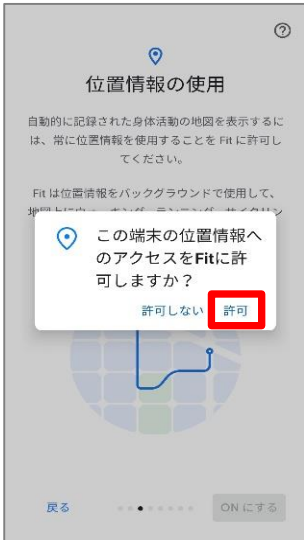 位置情報の使用
自動的に記録された身体活動の地図を表示するに
は、常に位置情報を使用することを Fit に許可し
てください。
Fit は位置情報をバックグラウンドで使用して、
この端末の位置情報へ
のアクセスをFitに許
可しますか？
許可しない 許可
戻る ON にする